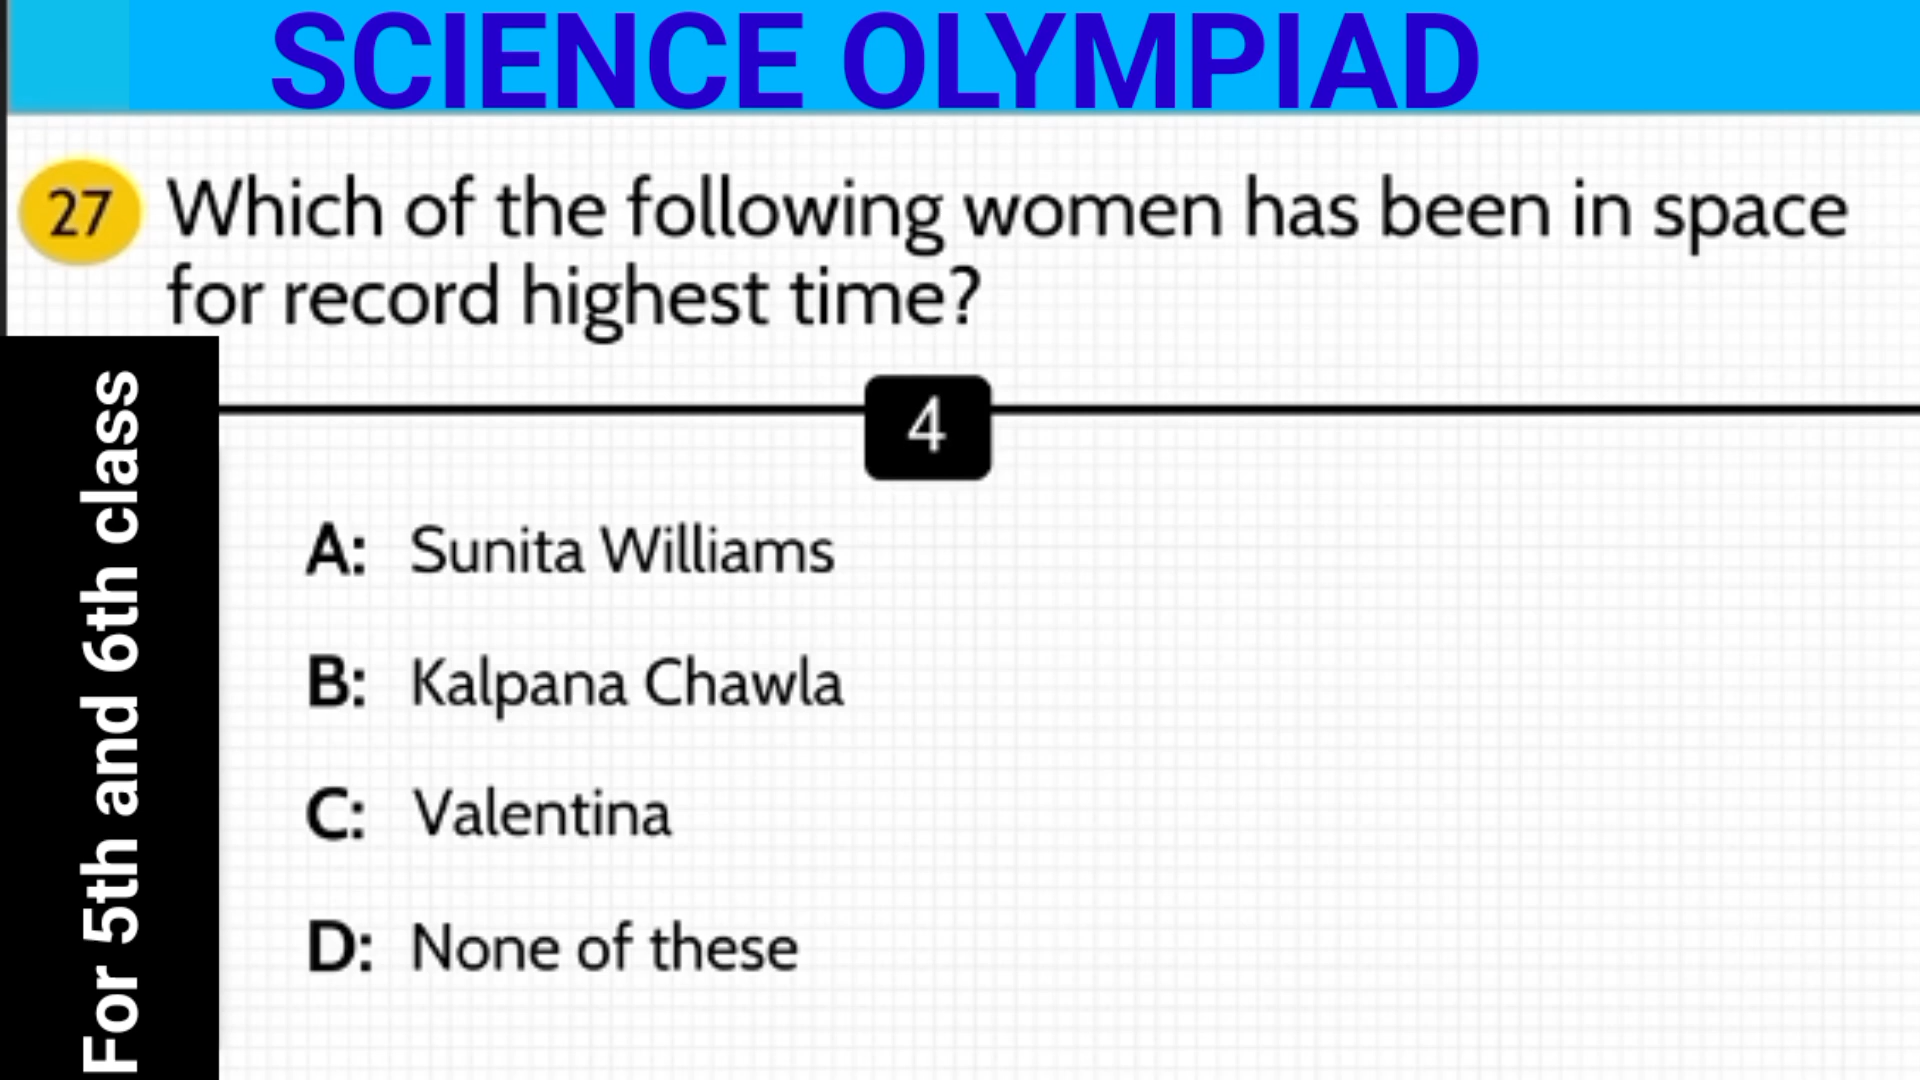 SCIENCE OLYMPIAD
27 Which of the following women has been in space
for record highest time?
4
For 5th and 6th class
A: Sunita Williams
B: Kalpana Chawla
C: Valentina
D: None of these